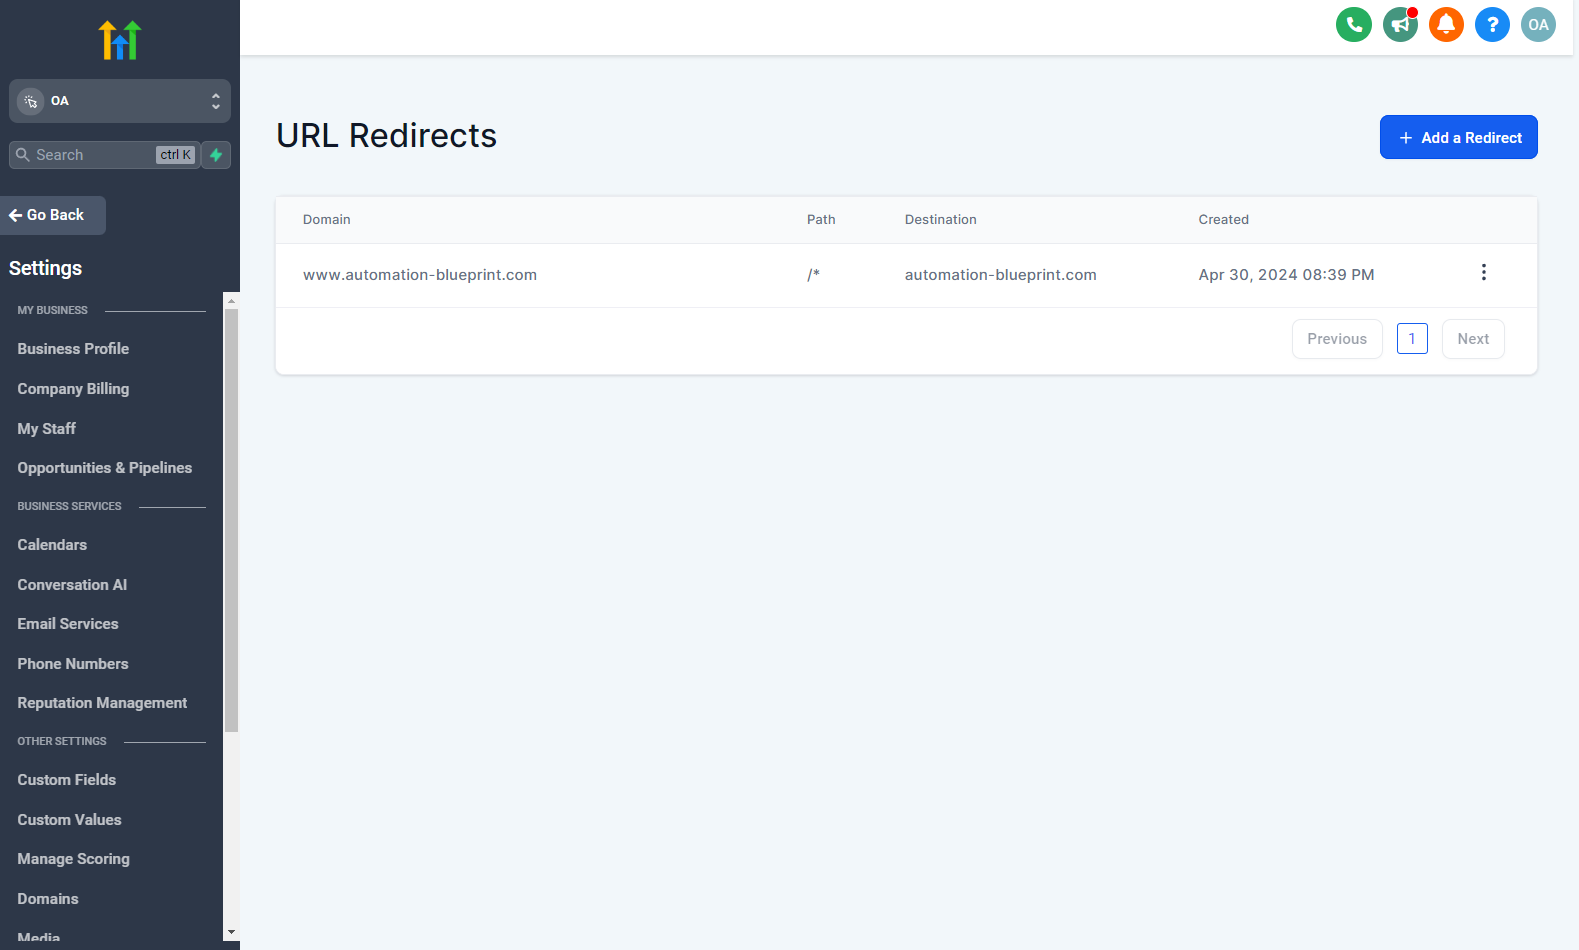 OA
OA
Search
ctrl K
Go Back
Settings
MY BUSINESS
Business Profile
Company Billing
My Staff
Opportunities & Pipelines
BUSINESS SERVICES
Calendars
Conversation AI
Email Services
Phone Numbers
Reputation Management
OTHER SETTINGS
Custom Fields
Custom Values
Manage Scoring
Domains
Media
URL Redirects
+ Add a Redirect
Domain Path Destination Created
www.automation-blueprint.com /* automation-blueprint.com Apr 30, 2024 08:39 PM
Previous 1 Next